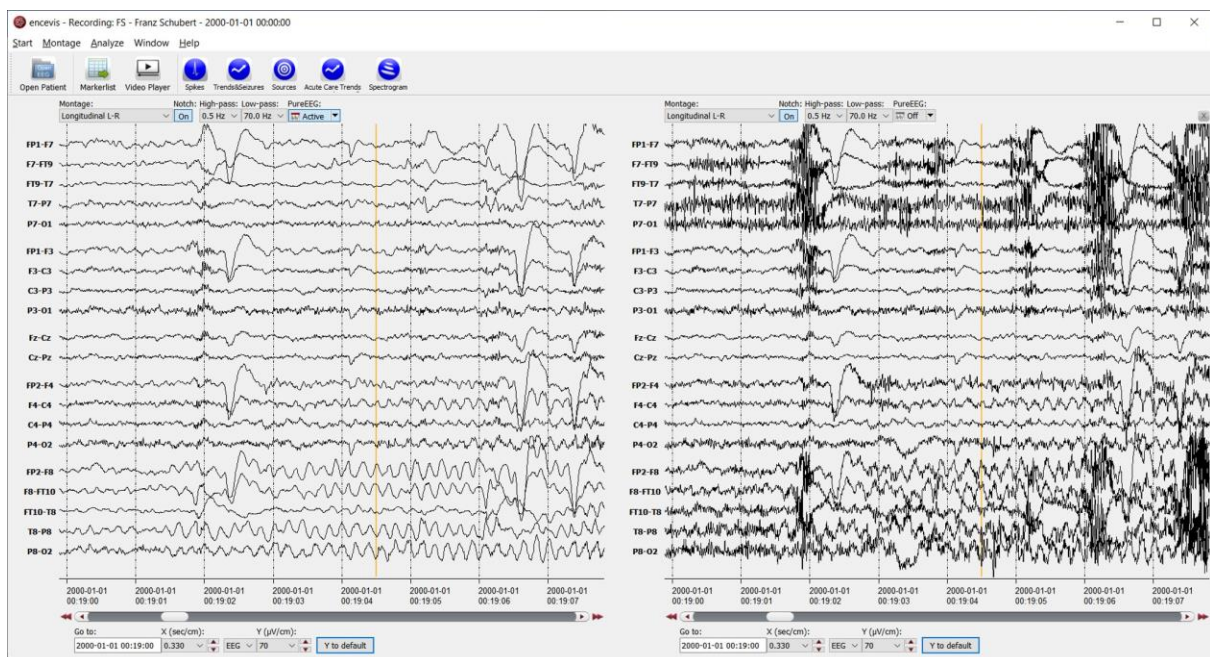 encevis - Recording: FS - Franz Schubert - 2000-01-01 00:00:00
Start Montage Analyze Window Help
Open Patient Markerlist Video Player Spikes Trends&Seizures Sources Acute Care Trends Spectrogram
Montage: Notch: High-pass: Low-pass: PureEEG:
Longitudinal L-R On 0.5 Hz 70.0 Hz Active
FP1-F7
F7-FT9
FT9-T7
T7-P7
P7-O1
FP1-F3
F3-C3
C3-P3
P3-O1
Fz-Cz
Cz-Pz
FP2-F4
F4-C4
C4-P4
P4-O2
FP2-F8
F8-FT10
FT10-T8
T8-P8
P8-O2
2000-01-01 2000-01-01 2000-01-01 2000-01-01 2000-01-01 2000-01-01 2000-01-01 2000-01-01
00:19:00 00:19:01 00:19:02 00:19:03 00:19:04 00:19:05 00:19:06 00:19:07
Go to: X (sec/cm): Y (µV/cm):
2000-01-01 00:19:00 0.330 EEG 70 Y to default
Montage: Notch: High-pass: Low-pass: PureEEG:
Longitudinal L-R On 0.5 Hz 70.0 Hz Off
FP1-F7
F7-FT9
FT9-T7
T7-P7
P7-O1
FP1-F3
F3-C3
C3-P3
P3-O1
Fz-Cz
Cz-Pz
FP2-F4
F4-C4
C4-P4
P4-O2
FP2-F8
F8-FT10
FT10-T8
T8-P8
P8-O2
2000-01-01 2000-01-01 2000-01-01 2000-01-01 2000-01-01 2000-01-01 2000-01-01 2000-01-01
00:19:00 00:19:01 00:19:02 00:19:03 00:19:04 00:19:05 00:19:06 00:19:07
Go to: X (sec/cm): Y (µV/cm):
2000-01-01 00:19:00 0.330 EEG 70 Y to default